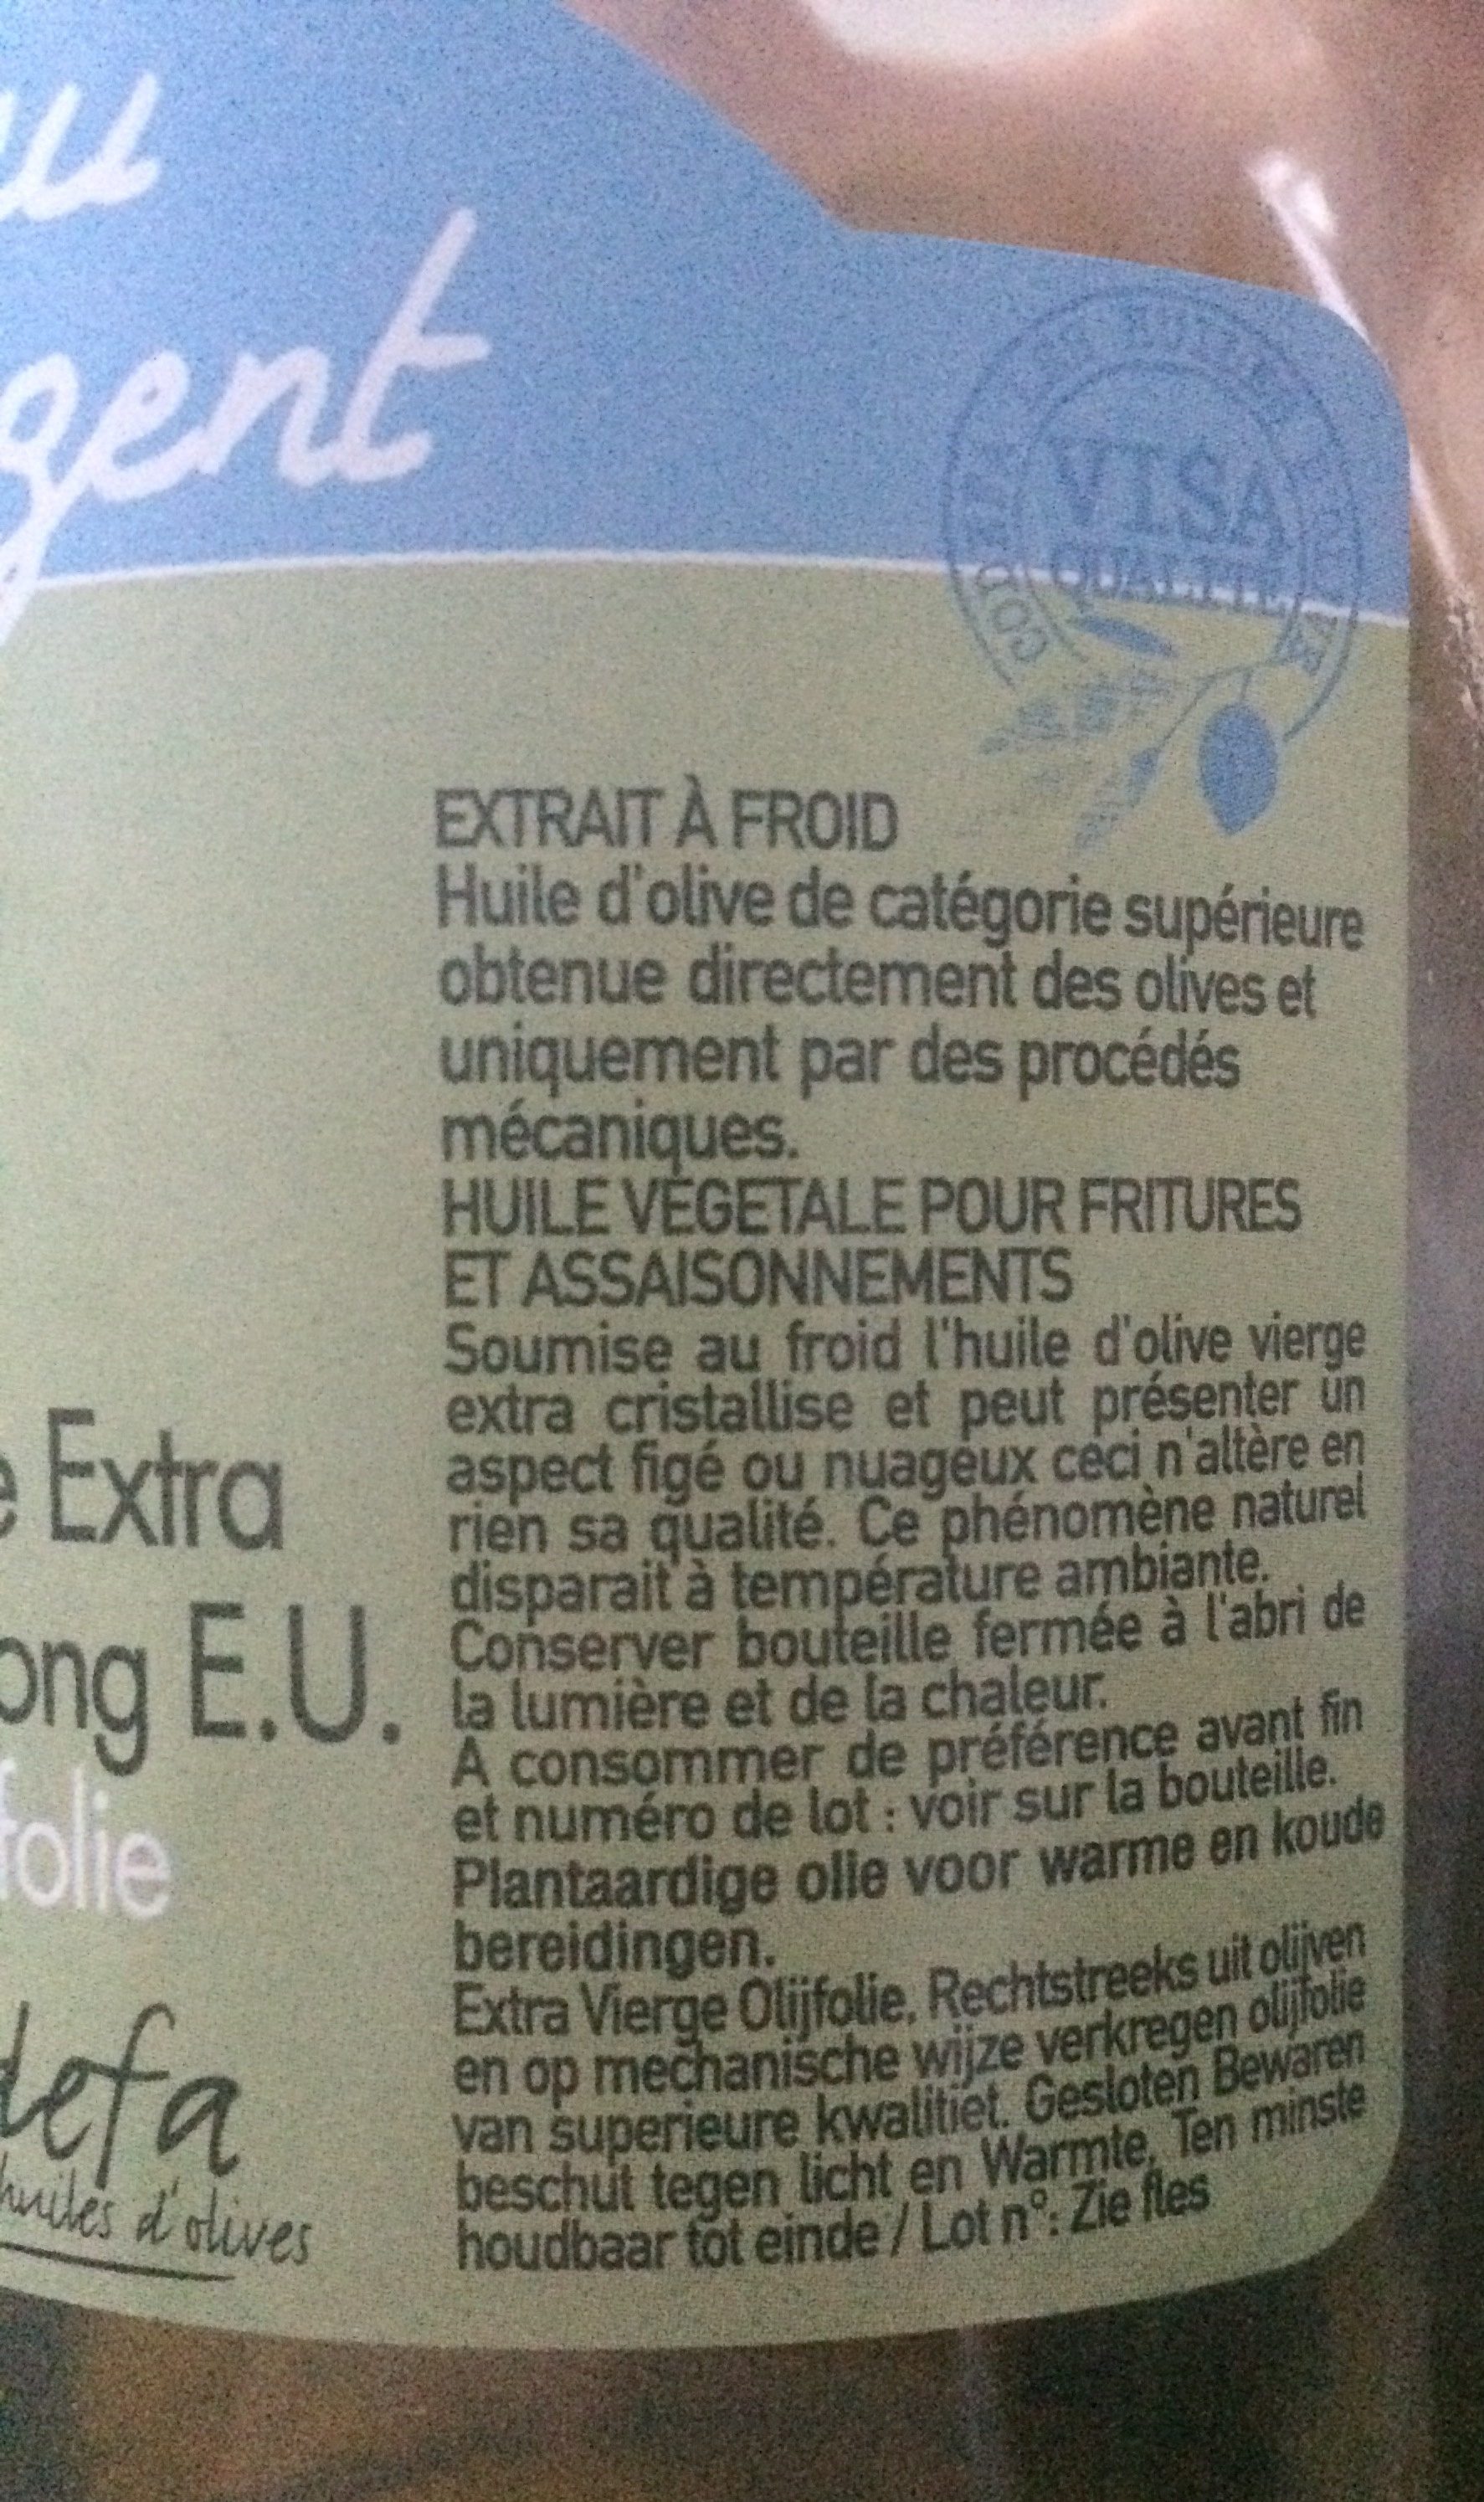 gent
VISA
QUALITÉ
EXTRAIT À FROID
Huile d'olive de catégorie supérieure
obtenue directement des olives et
uniquement par des procédés
mécaniques.
HUILE VEGETALE POUR FRITURES
ET ASSAISONNEMENTS
Soumise au froid l'huile d'olive vierge
extra cristallise et peut présenter un
aspect figé ou nuageux ceci n'altère en
rien sa qualité. Ce phénomène naturel
disparait à température ambiante.
Conserver bouteille fermée à l'abri de
la lumière et de la chaleur.
A consommer de préférence avant fin
et numéro de lot : voir sur la bouteille.
Plantaardige olie voor warme en koude
bereidingen.
Extra Vierge Olijfolie, Rechtstreeks uit olijven
en op mechanische wijze verkregen olijfolie
van superieure kwalitiet. Gesloten Bewaren
beschut tegen licht en Warmte, Ten minste
houdbaar tot einde / Lot n°: Zie fles
e Extra
ong E.U.
folie
defa
huiles d'olives